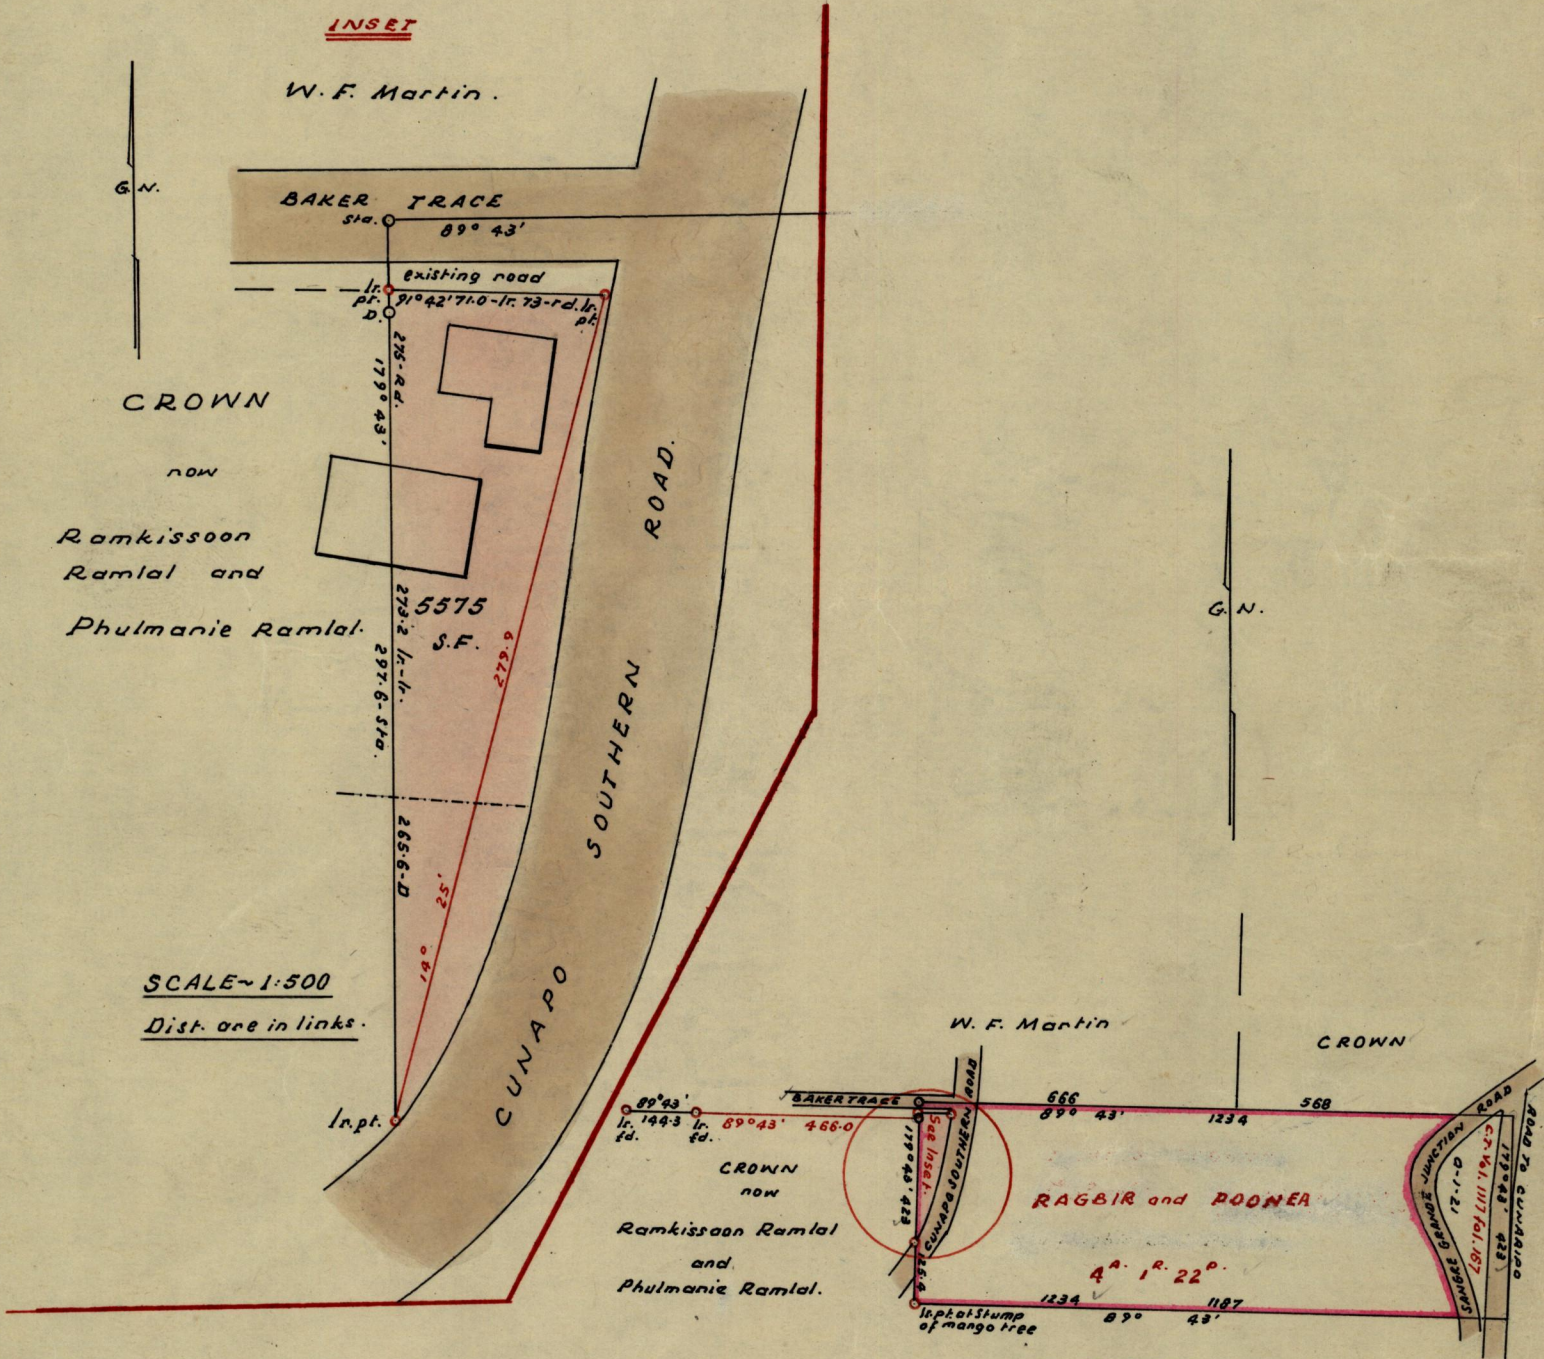 INSET
W. F. Martin.
G. N.
BAKER TRACE
Sta.
89° 43'
existing road
Ir. pt.
D.
91° 42' 71.0-Ir. 73-rd.
Ir. pt.
275-Rd.
179° 43'
CROWN
now
Ramkissoon
Ramlal and
Phulmanie Ramlal.
5575
S.F.
273.2 Ir.-Ir.
297.6-Sta.
279.9
265.6-D
14° 25'
CUNAPO SOUTHERN ROAD.
SCALE~1:500
Dist. are in links.
Ir. pt.
G. N.
W. F. Martin
CROWN
BAKER TRACE
89° 43'
144.3
Ir. fd.
Ir. fd.
89° 43' 466.0
666
89° 43'
1234
568
See Inset.
179° 43' 423
CUNAPO SOUTHERN ROAD
CROWN
now
Ramkissoon Ramlal
and
Phulmanie Ramlal.
RAGBIR and POONEA
4A. 1R. 22P.
1234 1187
89° 43'
Ir. pt. at Stump
of mango tree
SANGRE GRANDE JUNCTION ROAD
0-1-21
C.T. Vol. 1117 fol. 167
179° 43' 423
ROAD TO CUNARIPO